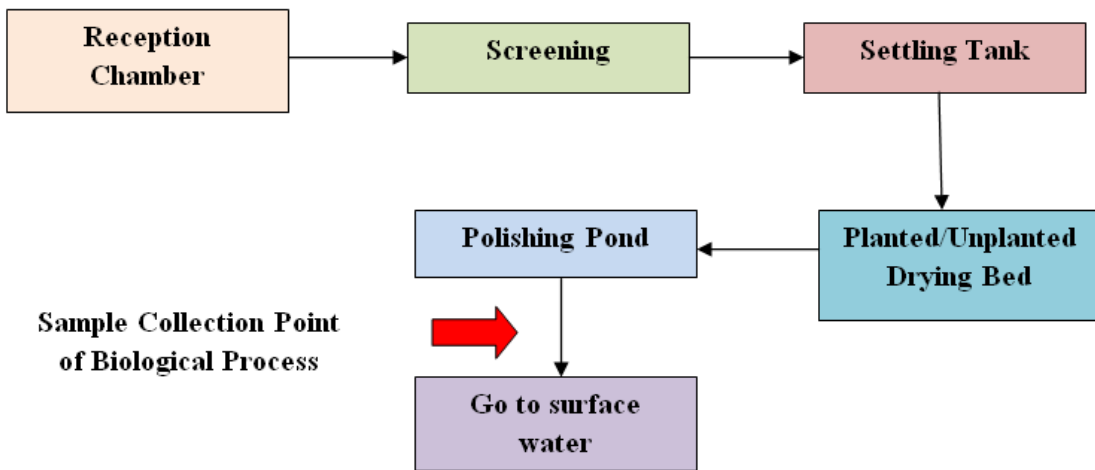 Reception
Chamber
Screening
Settling Tank
Planted/Unplanted
Drying Bed
Polishing Pond
Sample Collection Point
of Biological Process
Go to surface
water